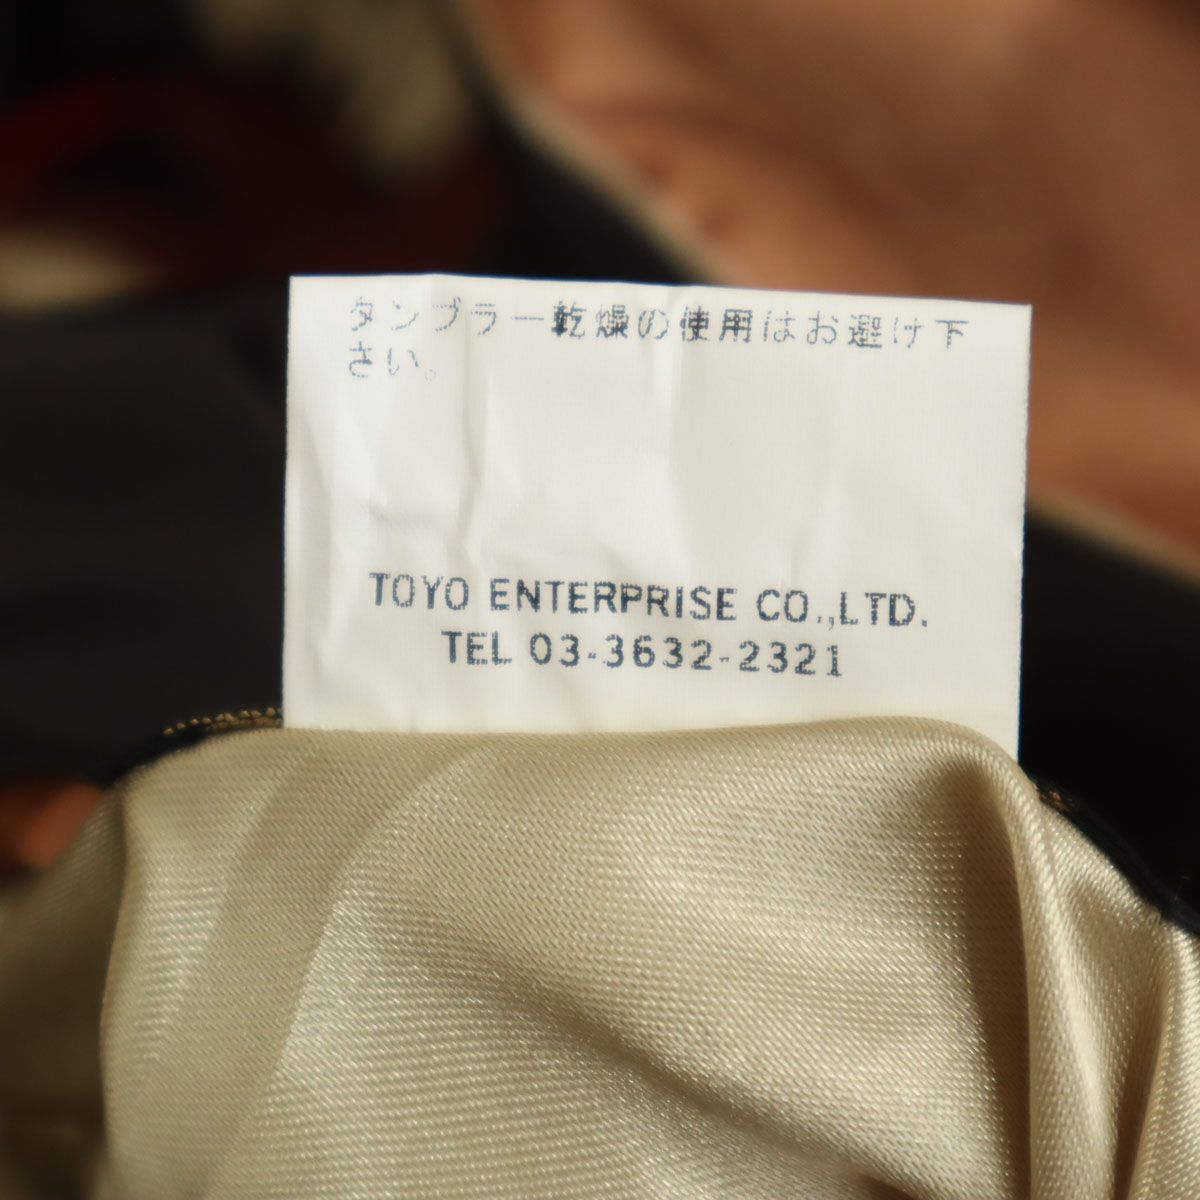 タンブラー乾燥の使用はお避け下
さい。
TOYO ENTERPRISE CO.,LTD.
TEL 03-3632-2321